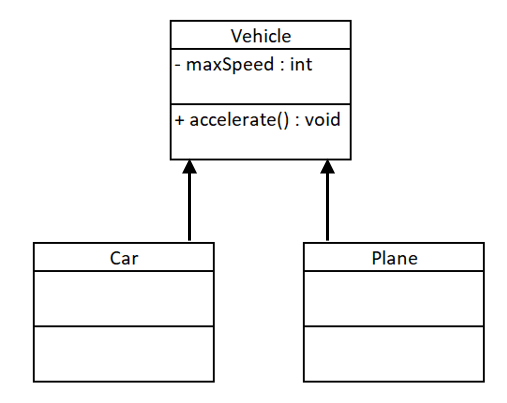 Vehicle
- maxSpeed : int
+ accelerate() : void
Car
Plane